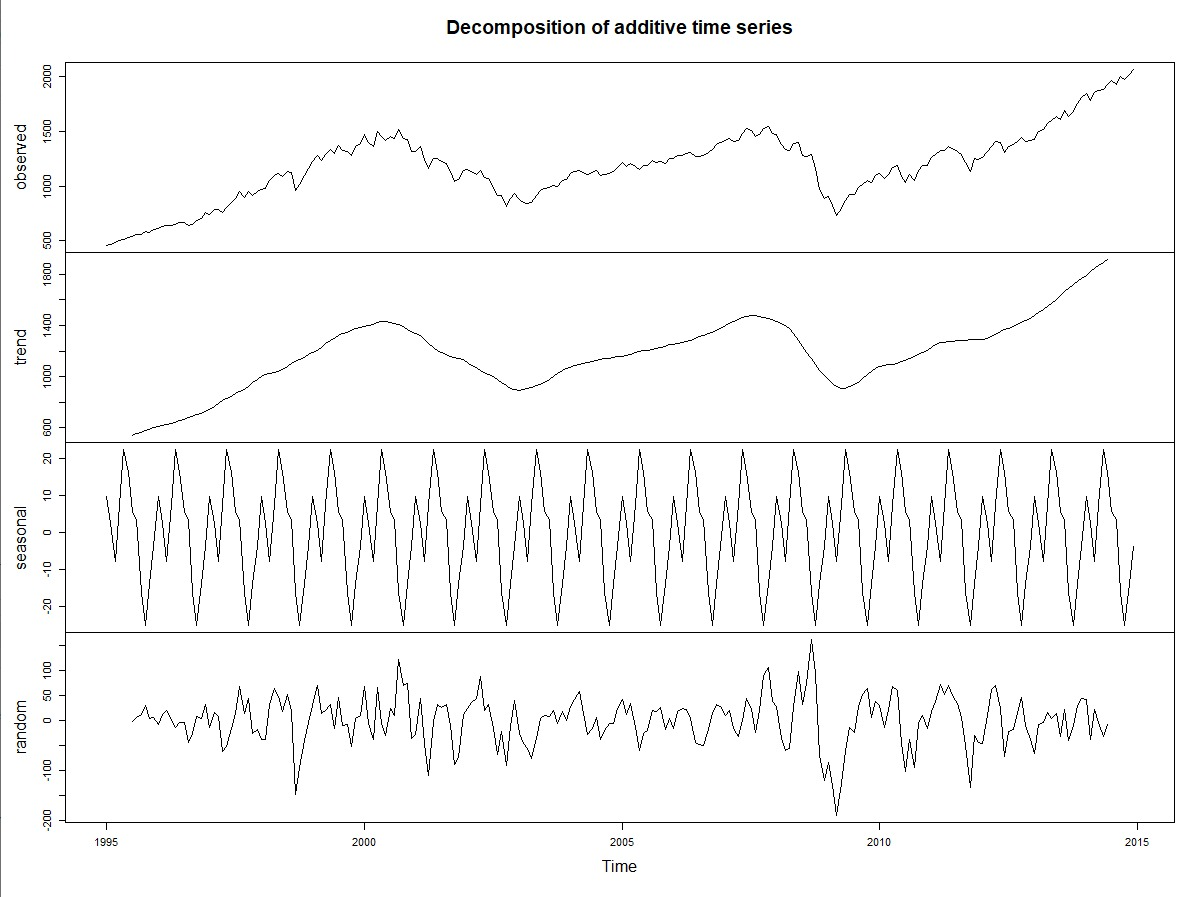 Decomposition of additive time series
observed
500 1000 1500 2000
trend
600 1000 1400 1800
seasonal
-20 -10 0 10 20
random
-200 -100 0 50 100
1995 2000 2005 2010 2015
Time